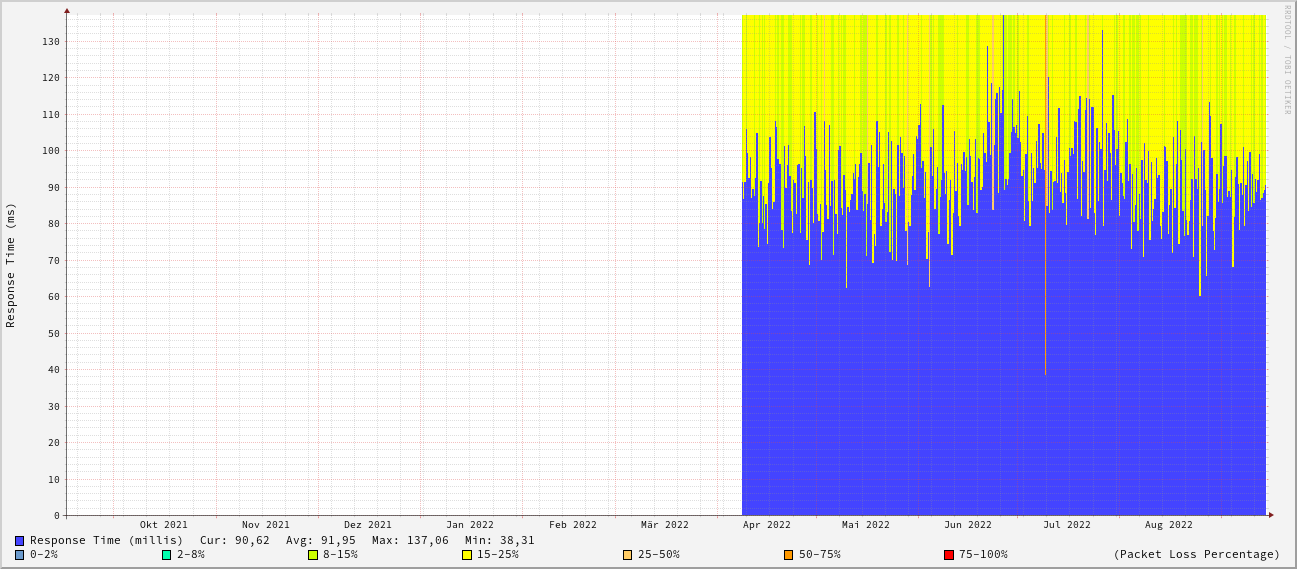 RRDTOOL / TOBI OETIKER
Response Time (ms)
130
120
110
100
90
80
70
60
50
40
30
20
10
0
Okt 2021 Nov 2021 Dez 2021 Jan 2022 Feb 2022 Mär 2022 Apr 2022 Mai 2022 Jun 2022 Jul 2022 Aug 2022
Response Time (millis) Cur: 90,62 Avg: 91,95 Max: 137,06 Min: 38,31
0-2% 2-8% 8-15% 15-25% 25-50% 50-75% 75-100% (Packet Loss Percentage)